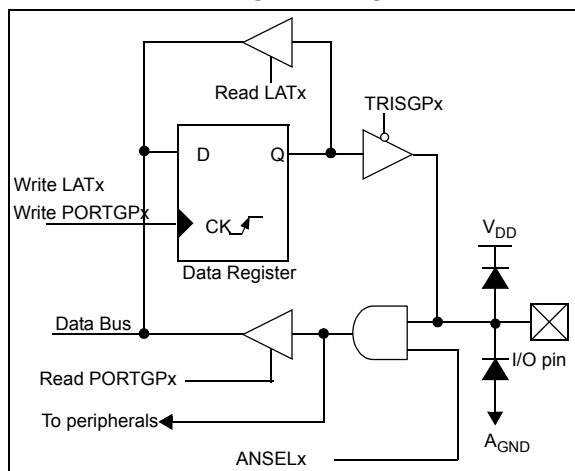 Read LATx
TRISGPx
D
Q
Write LATx
Write PORTGPx
CK
Data Register
VDD
Data Bus
I/O pin
Read PORTGPx
To peripherals
AGND
ANSELx